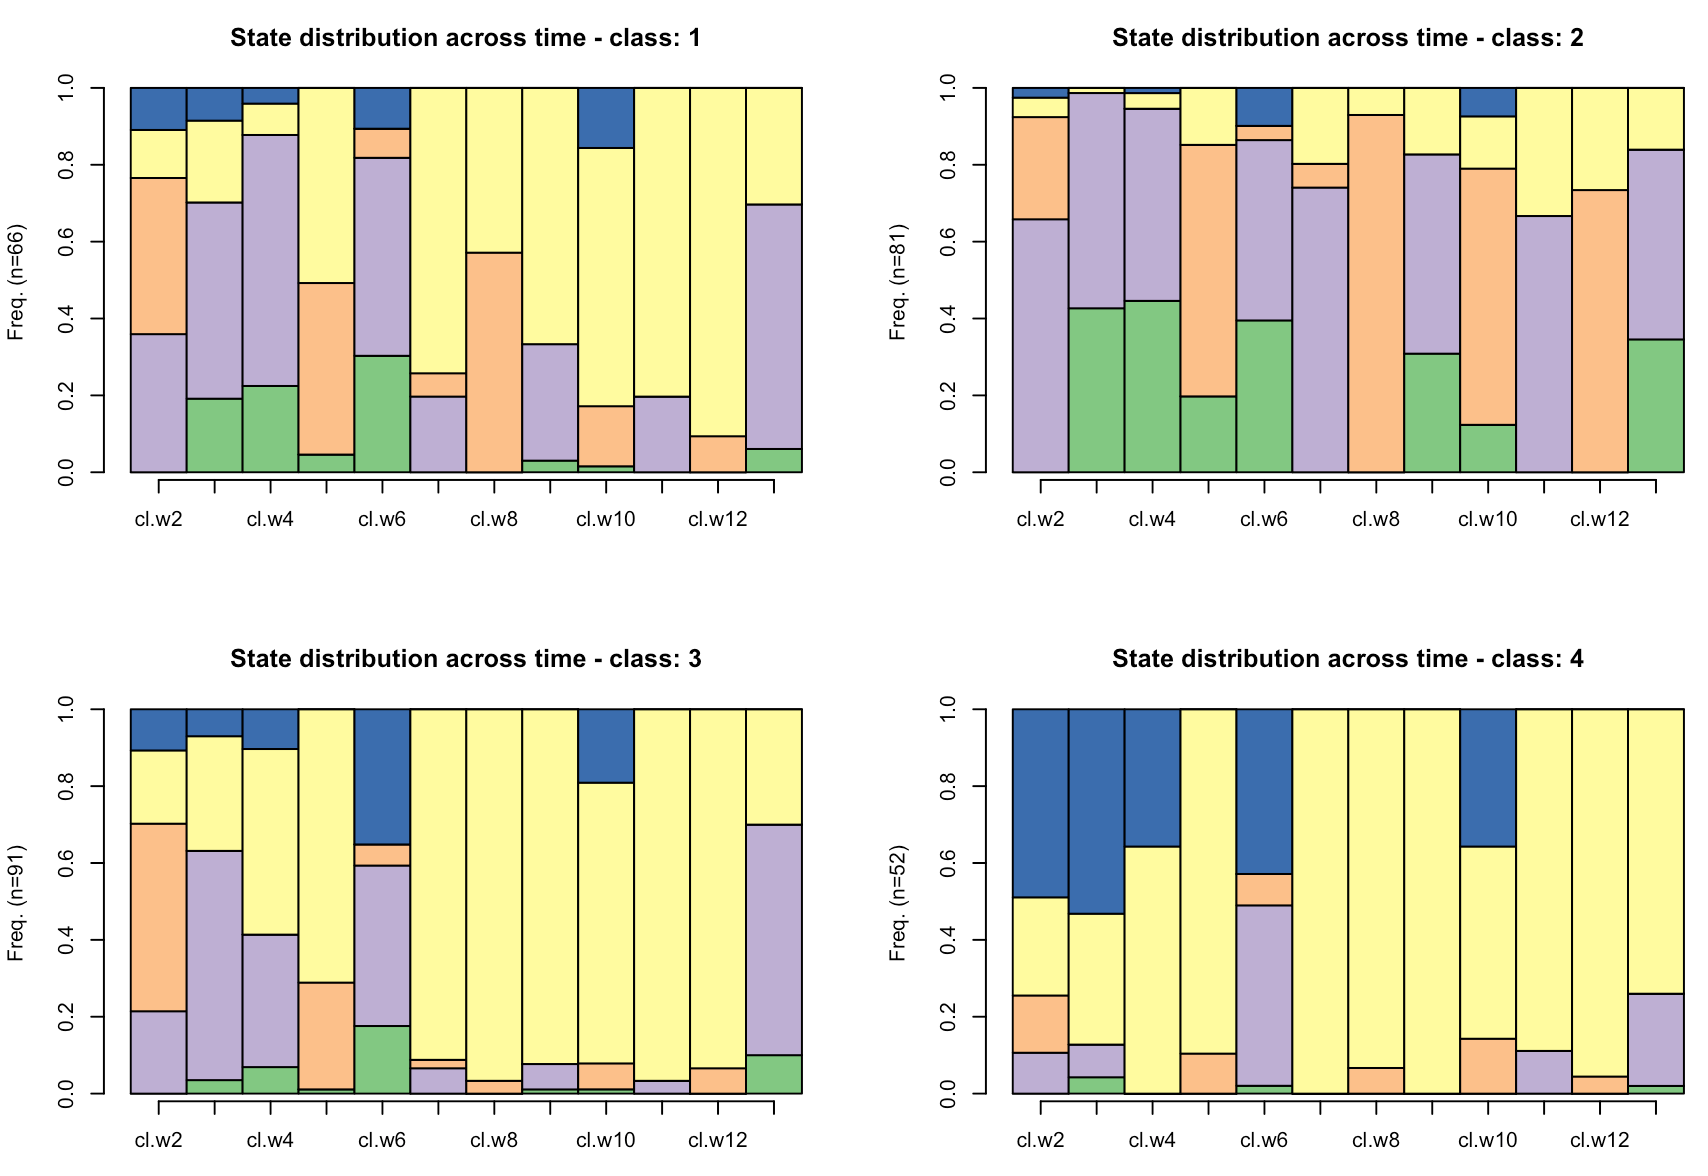 State distribution across time - class: 1
Freq. (n=66)
1.0
0.8
0.6
0.4
0.2
0.0
cl.w2 cl.w4 cl.w6 cl.w8 cl.w10 cl.w12
State distribution across time - class: 2
Freq. (n=81)
1.0
0.8
0.6
0.4
0.2
0.0
cl.w2 cl.w4 cl.w6 cl.w8 cl.w10 cl.w12
State distribution across time - class: 3
Freq. (n=91)
1.0
0.8
0.6
0.4
0.2
0.0
cl.w2 cl.w4 cl.w6 cl.w8 cl.w10 cl.w12
State distribution across time - class: 4
Freq. (n=52)
1.0
0.8
0.6
0.4
0.2
0.0
cl.w2 cl.w4 cl.w6 cl.w8 cl.w10 cl.w12